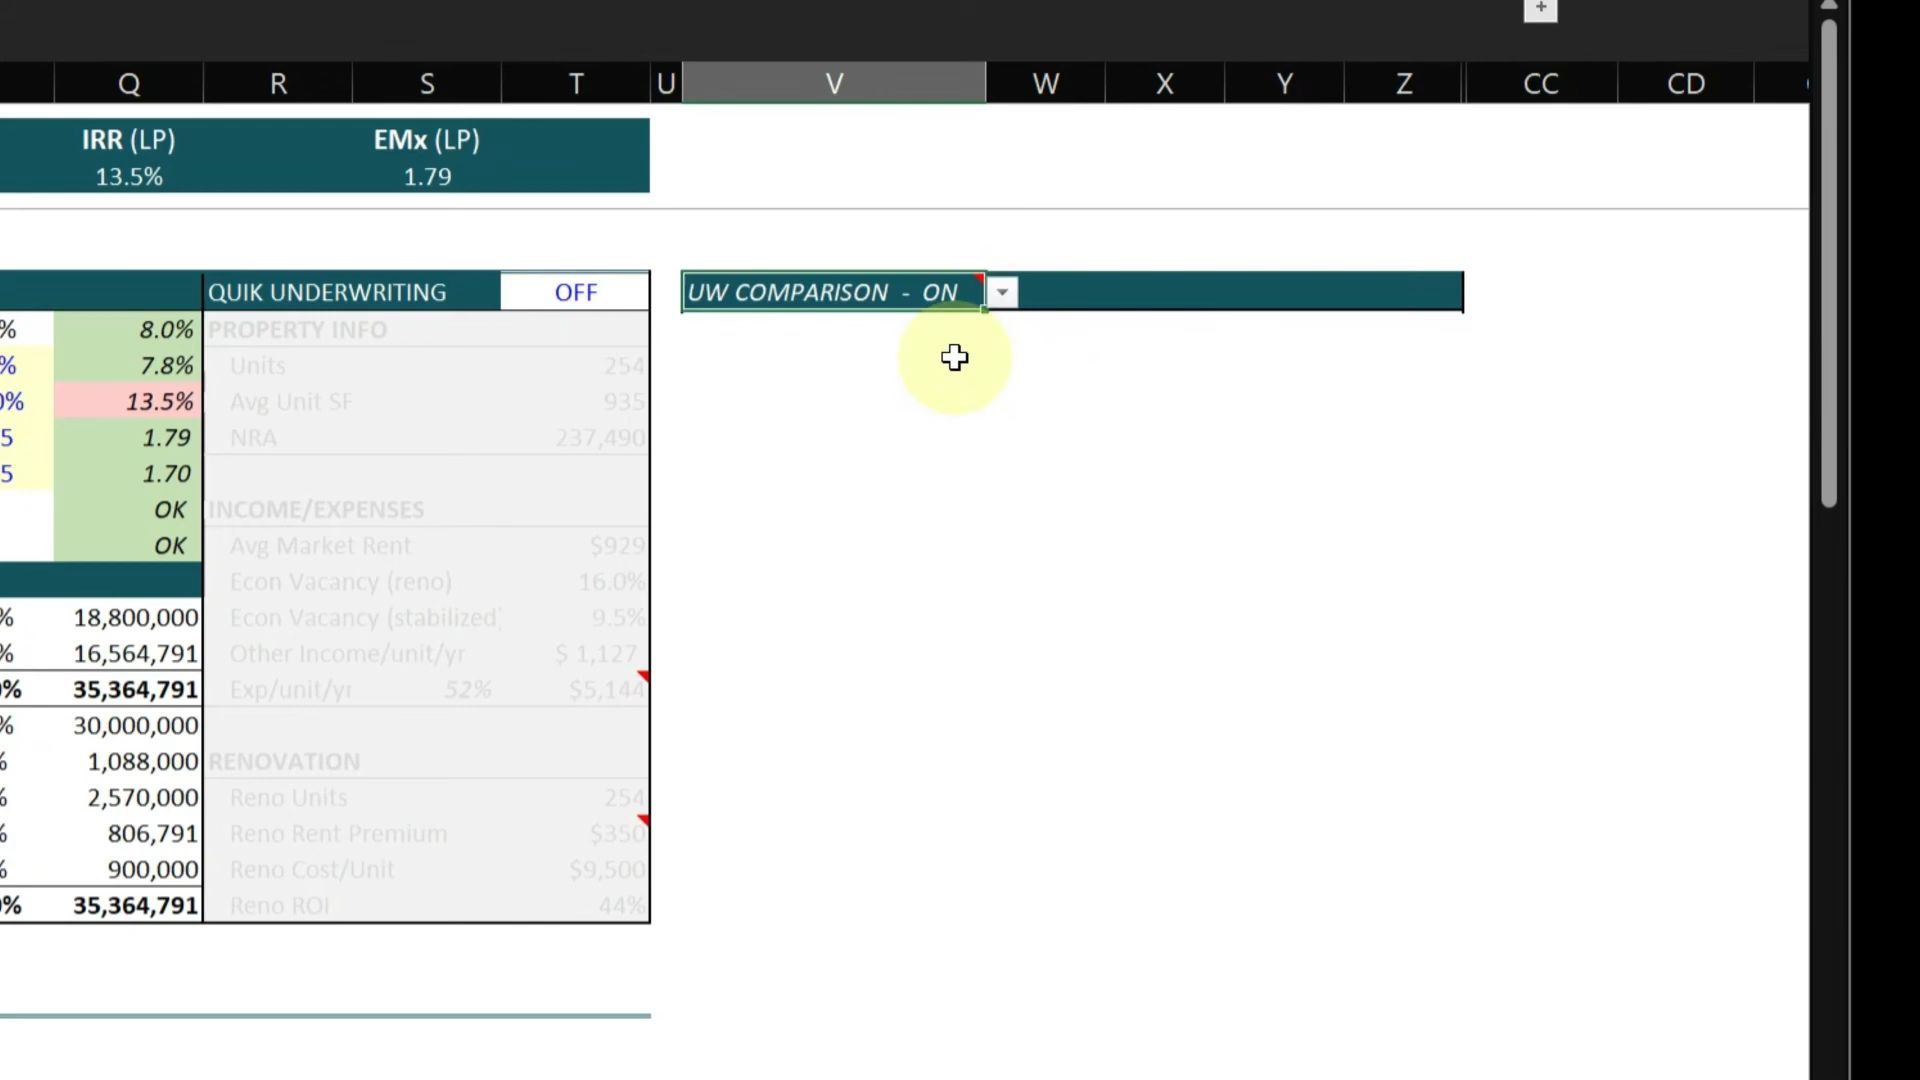 +
Q R S T U V W X Y Z CC CD
IRR (LP) EMx (LP)
13.5% 1.79
QUIK UNDERWRITING OFF UW COMPARISON - ON
% 8.0% PROPERTY INFO
% 7.8% Units 254
0% 13.5% Avg Unit SF 935
5 1.79 NRA 237,490
5 1.70
OK INCOME/EXPENSES
OK Avg Market Rent $929
Econ Vacancy (reno) 16.0%
% 18,800,000 Econ Vacancy (stabilized) 9.5%
% 16,564,791 Other Income/unit/yr $ 1,127
0% 35,364,791 Exp/unit/yr 52% $5,144
% 30,000,000
% 1,088,000 RENOVATION
% 2,570,000 Reno Units 254
% 806,791 Reno Rent Premium $350
% 900,000 Reno Cost/Unit $9,500
0% 35,364,791 Reno ROI 44%